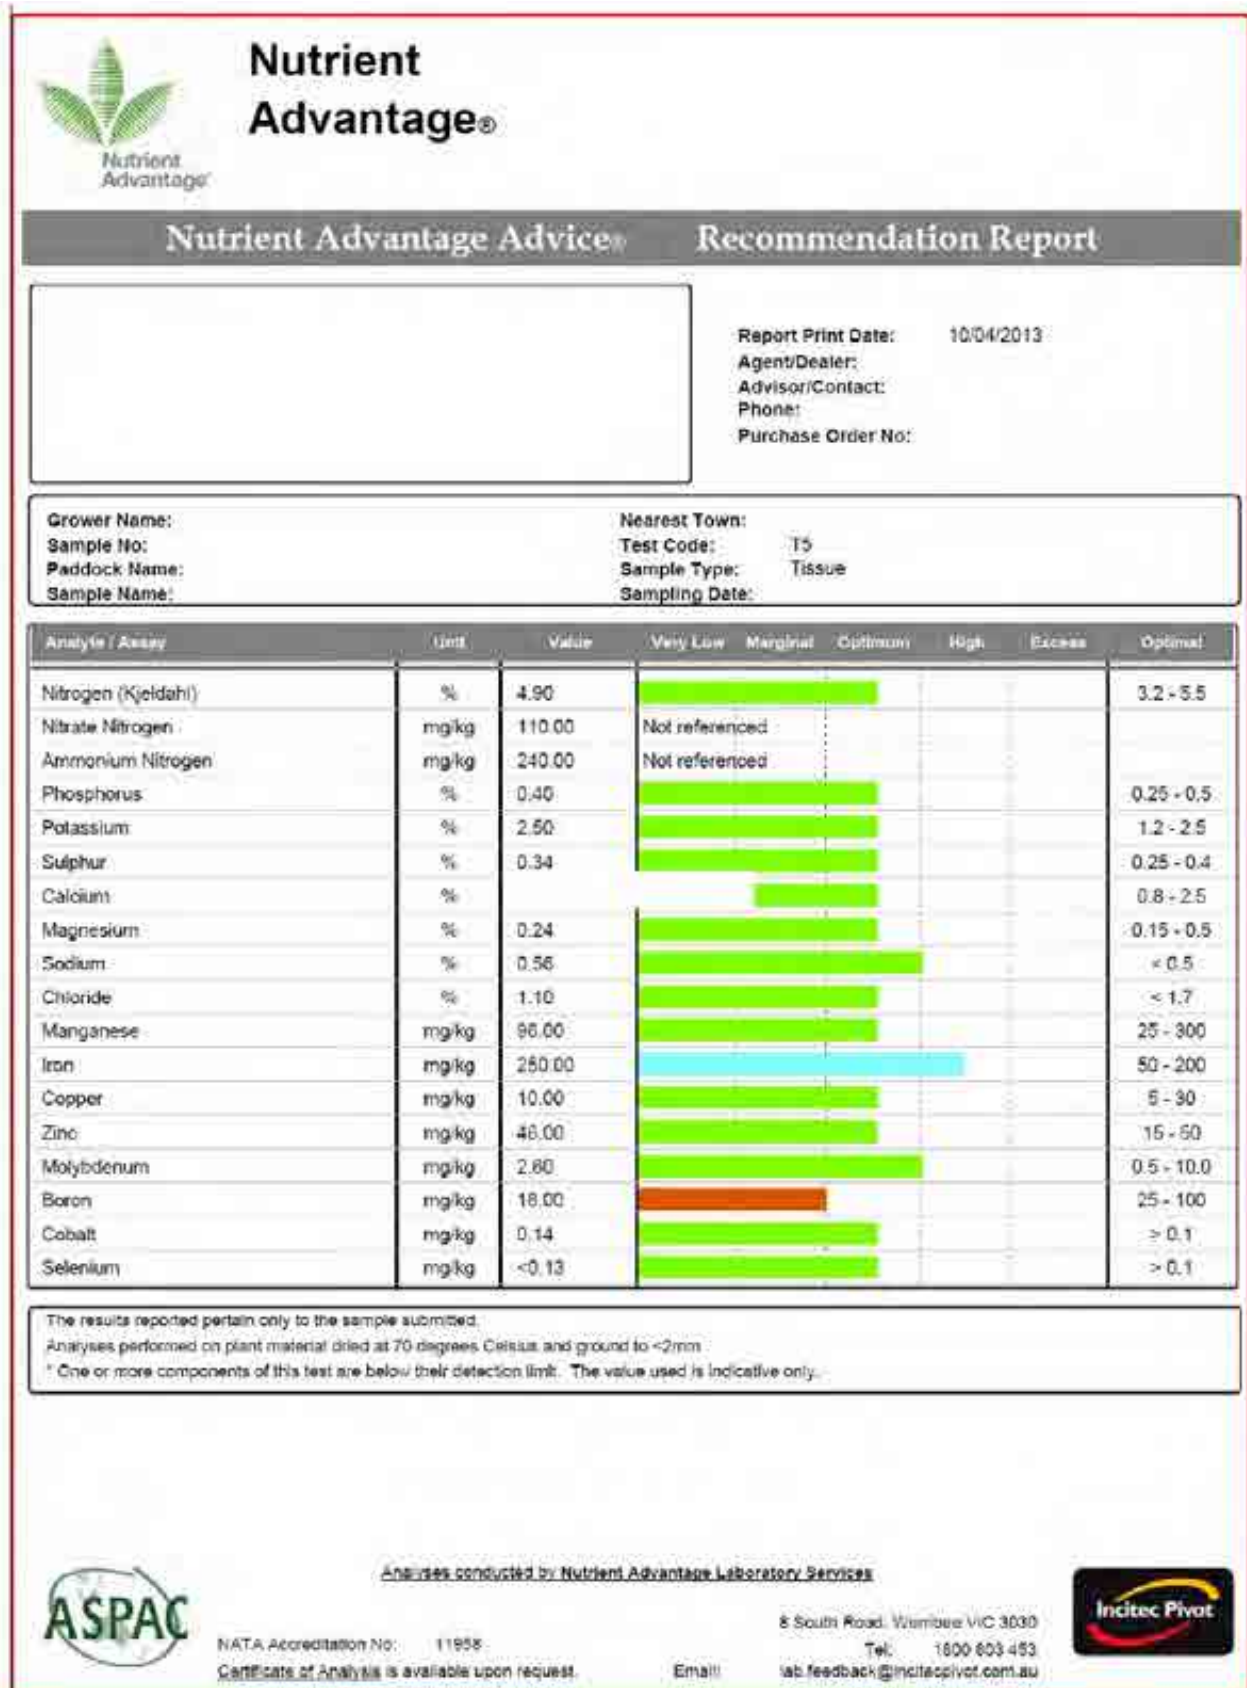 Nutrient
Advantage®
Nutrient
Advantage®
Nutrient Advantage Advice® Recommendation Report
Report Print Date: 10/04/2013
Agent/Dealer:
Advisor/Contact:
Phone:
Purchase Order No:
Grower Name: Nearest Town:
Sample No: Test Code: T5
Paddock Name: Sample Type: Tissue
Sample Name: Sampling Date:
Analyte / Assay Unit Value Very Low Marginal Optimum High Excess Optimal
Nitrogen (Kjeldahl) % 4.90 3.2 - 5.5
Nitrate Nitrogen mg/kg 110.00 Not referenced
Ammonium Nitrogen mg/kg 240.00 Not referenced
Phosphorus % 0.40 0.25 - 0.5
Potassium % 2.50 1.2 - 2.5
Sulphur % 0.34 0.25 - 0.4
Calcium % 0.8 - 2.5
Magnesium % 0.24 0.15 - 0.5
Sodium % 0.56 < 0.5
Chloride % 1.10 < 1.7
Manganese mg/kg 96.00 25 - 300
Iron mg/kg 250.00 50 - 200
Copper mg/kg 10.00 5 - 30
Zinc mg/kg 46.00 15 - 50
Molybdenum mg/kg 2.60 0.5 - 10.0
Boron mg/kg 18.00 25 - 100
Cobalt mg/kg 0.14 > 0.1
Selenium mg/kg <0.13 > 0.1
The results reported pertain only to the sample submitted.
Analyses performed on plant material dried at 70 degrees Celsius and ground to <2mm
* One or more components of this test are below their detection limit. The value used is indicative only.
Analyses conducted by Nutrient Advantage Laboratory Services
ASPAC
8 South Road, Werribee VIC 3030
Incitec Pivot
NATA Accreditation No: 11958 Tel: 1800 803 453
Certificate of Analysis is available upon request. Email: lab.feedback@incitecpivot.com.au